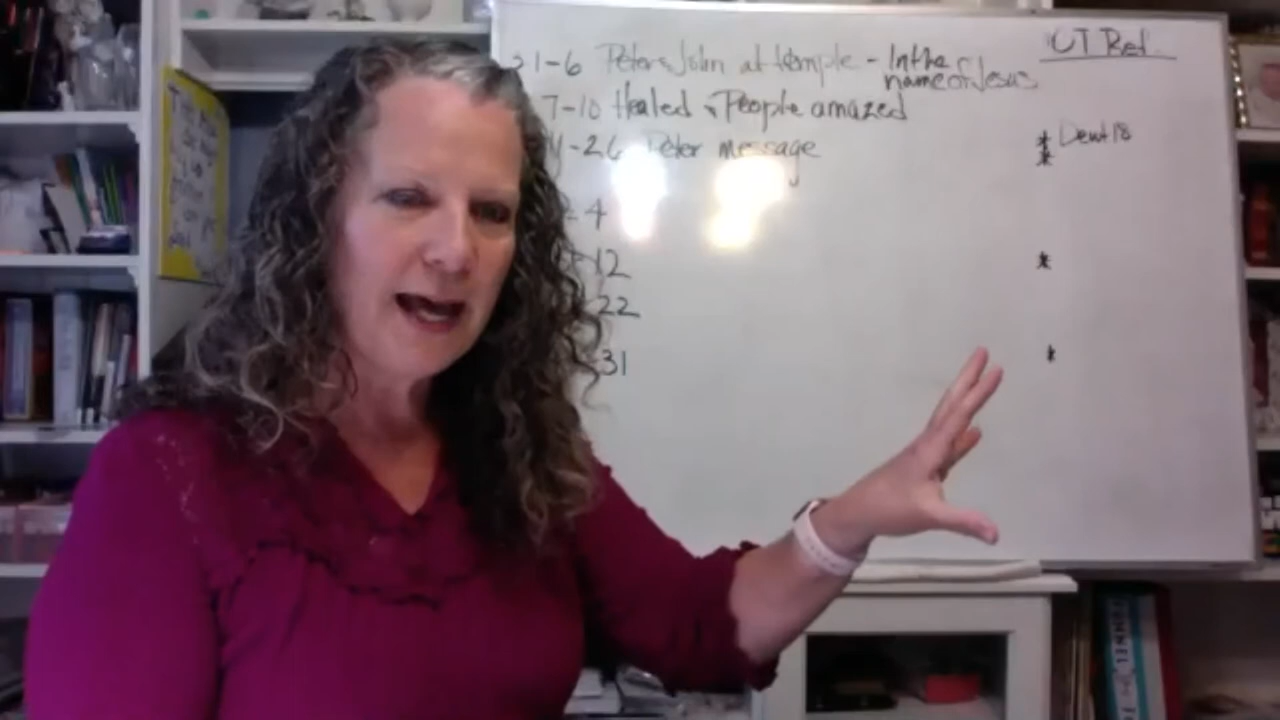 OT Ref
1-6 Peter & John at temple - In the
name of Jesus
7-10 Healed & People amazed
-26 Peter message
* Deut 18
*
-4
-12 *
-22
-31 *